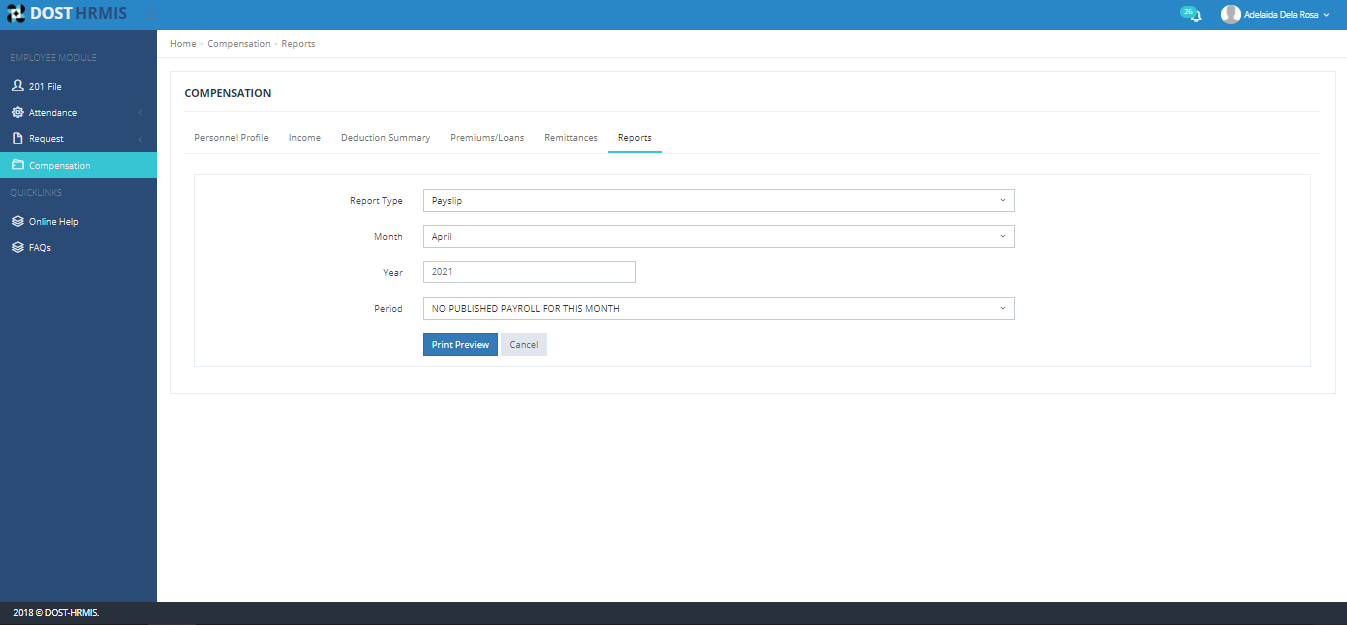 DOST HRMIS
26
Adelaida Dela Rosa
EMPLOYEE MODULE
201 File
Attendance
Request
Compensation
QUICKLINKS
Online Help
FAQs
Home Compensation Reports
COMPENSATION
Personnel Profile Income Deduction Summary Premiums/Loans Remittances Reports
Report Type Payslip
Month April
Year 2021
Period NO PUBLISHED PAYROLL FOR THIS MONTH
Print Preview Cancel
2018 © DOST-HRMIS.